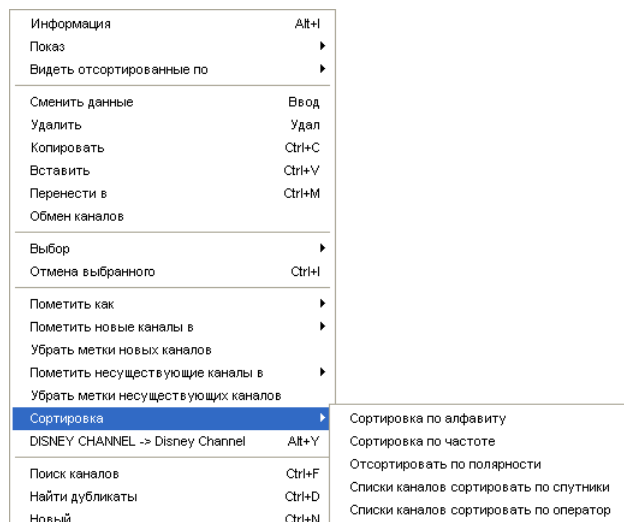 Информация Alt+I
Показ
Видеть отсортированные по
Сменить данные Ввод
Удалить Удал
Копировать Ctrl+C
Вставить Ctrl+V
Перенести в Ctrl+M
Обмен каналов
Выбор
Отмена выбранного Ctrl+I
Пометить как
Пометить новые каналы в
Убрать метки новых каналов
Пометить несуществующие каналы в
Убрать метки несуществующих каналов
Сортировка
DISNEY CHANNEL -> Disney Channel Alt+Y
Поиск каналов Ctrl+F
Найти дубликаты Ctrl+D
Новый Ctrl+N
Сортировка по алфавиту
Сортировка по частоте
Отсортировать по полярности
Списки каналов сортировать по спутники
Списки каналов сортировать по оператор